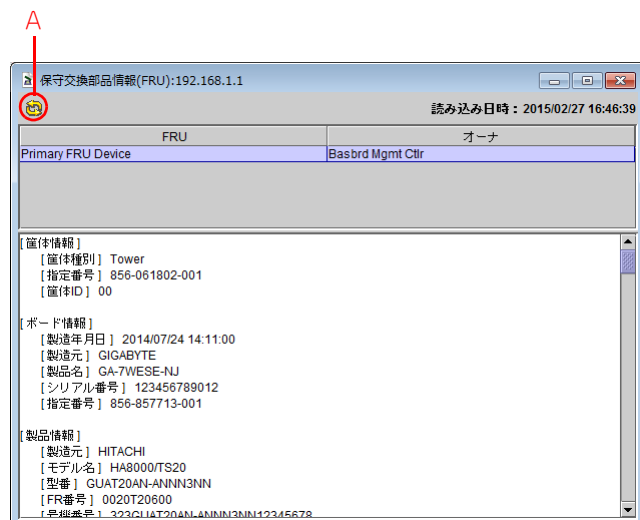 A
保守交換部品情報(FRU):192.168.1.1
読み込み日時：2015/02/27 16:46:39
FRU オーナ
Primary FRU Device Basbrd Mgmt Ctlr
[筐体情報]
[筐体種別] Tower
[指定番号] 856-061802-001
[筐体ID] 00
[ボード情報]
[製造年月日] 2014/07/24 14:11:00
[製造元] GIGABYTE
[製品名] GA-7WESE-NJ
[シリアル番号] 123456789012
[指定番号] 856-857713-001
[製品情報]
[製造元] HITACHI
[モデル名] HA8000/TS20
[型番] GUAT20AN-ANNN3NN
[FR番号] 0020T20600
[号機番号] 323GUAT20AN-ANNN3NN12345678